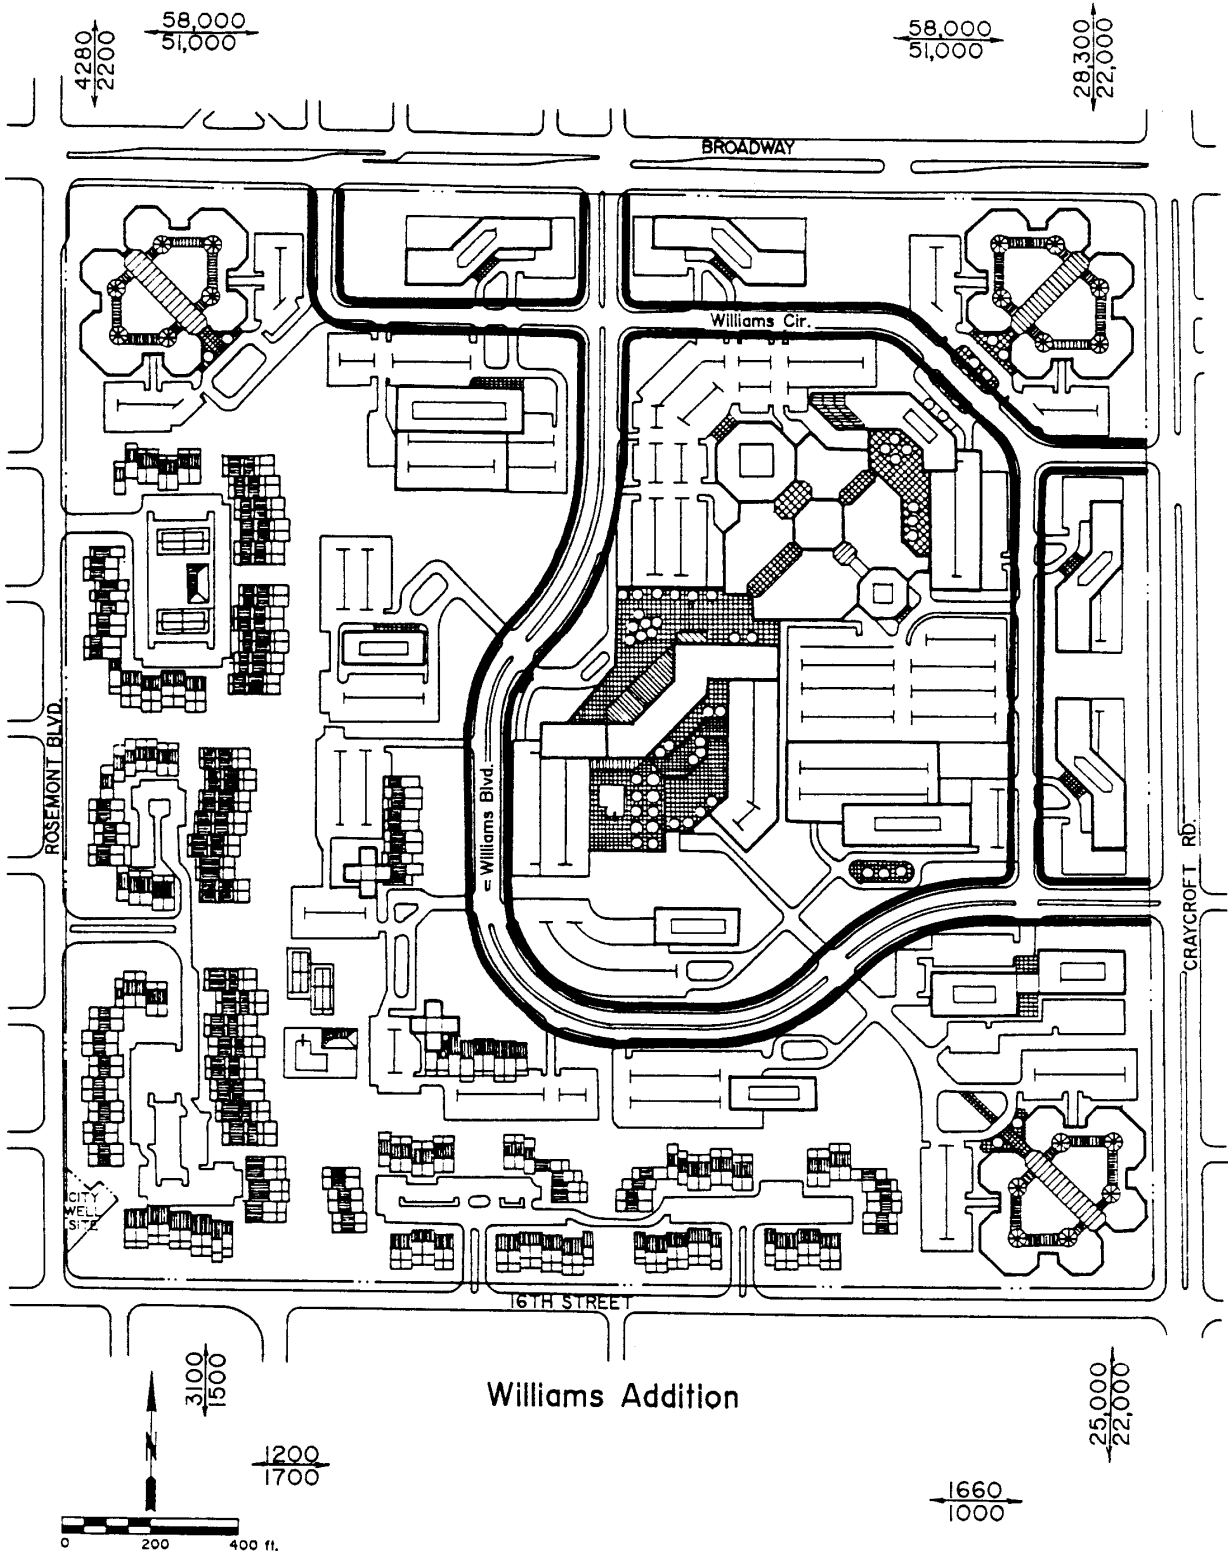 58,000
51,000
4280
2200
58,000
51,000
28,300
22,000
BROADWAY
Williams Cir.
ROSEMONT BLVD.
Williams Blvd.
CRAYCROFT RD.
CITY
WELL
SITE
16TH STREET
3100
1500
Williams Addition
25,000
22,000
N
1200
1700
1660
1000
0 200 400 ft.